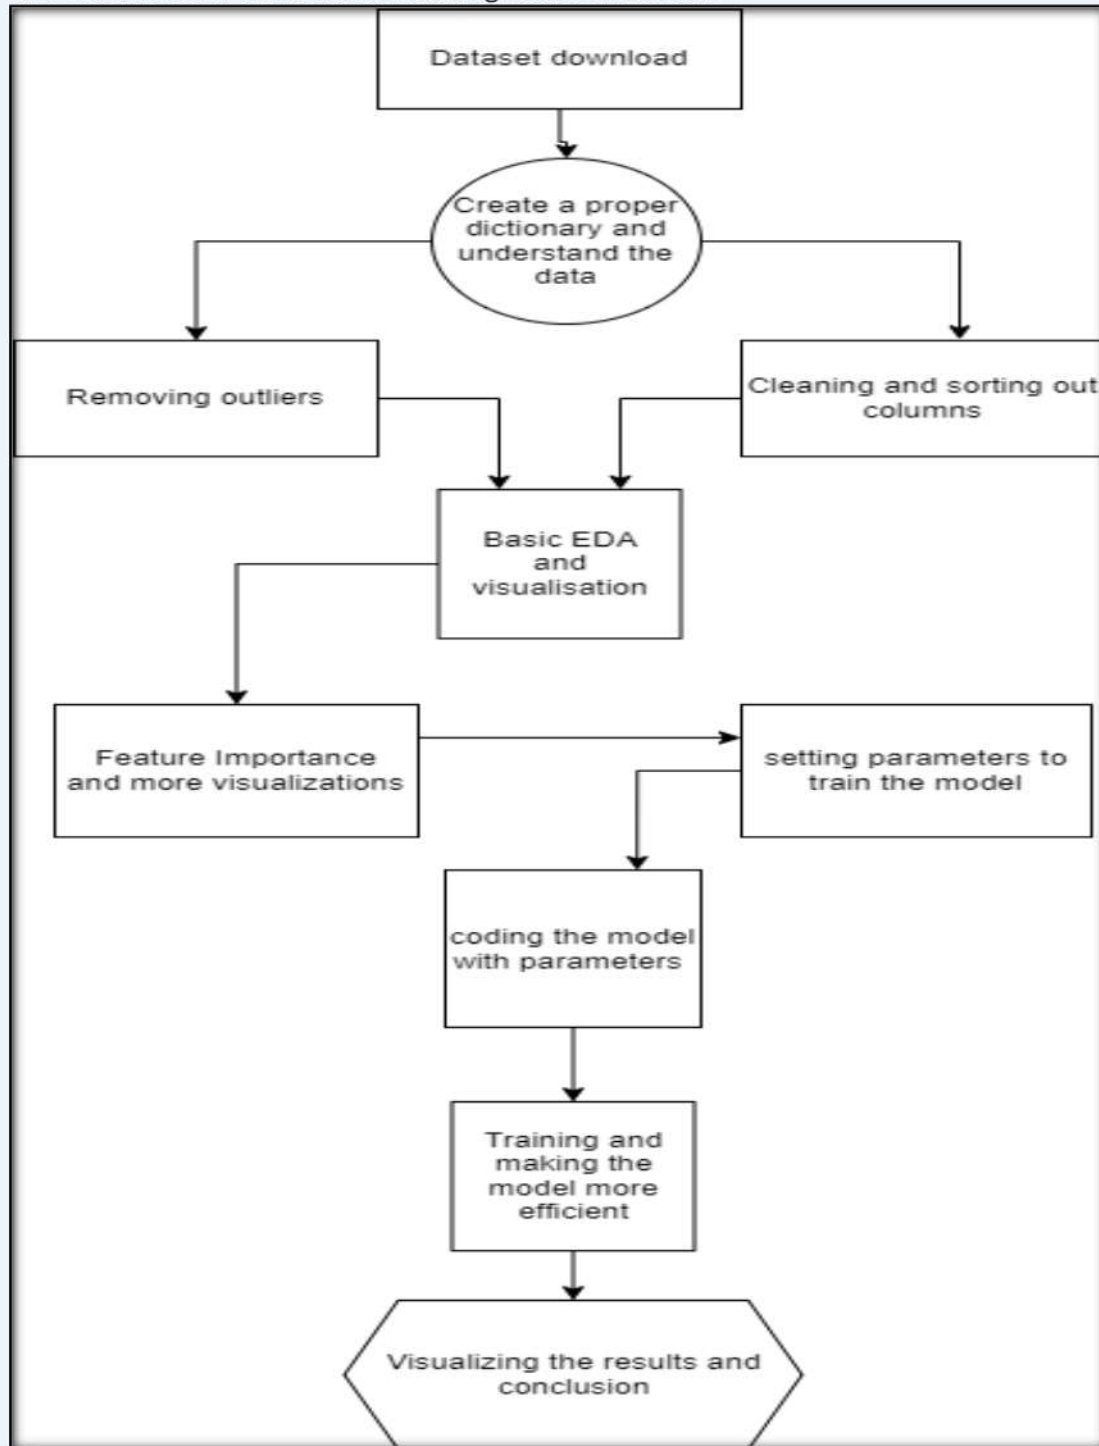 Dataset download
Create a proper
dictionary and
understand the
data
Removing outliers
Cleaning and sorting out
columns
Basic EDA
and
visualisation
Feature Importance
and more visualizations
setting parameters to
train the model
coding the model
with parameters
Training and
making the
model more
efficient
Visualizing the results and
conclusion